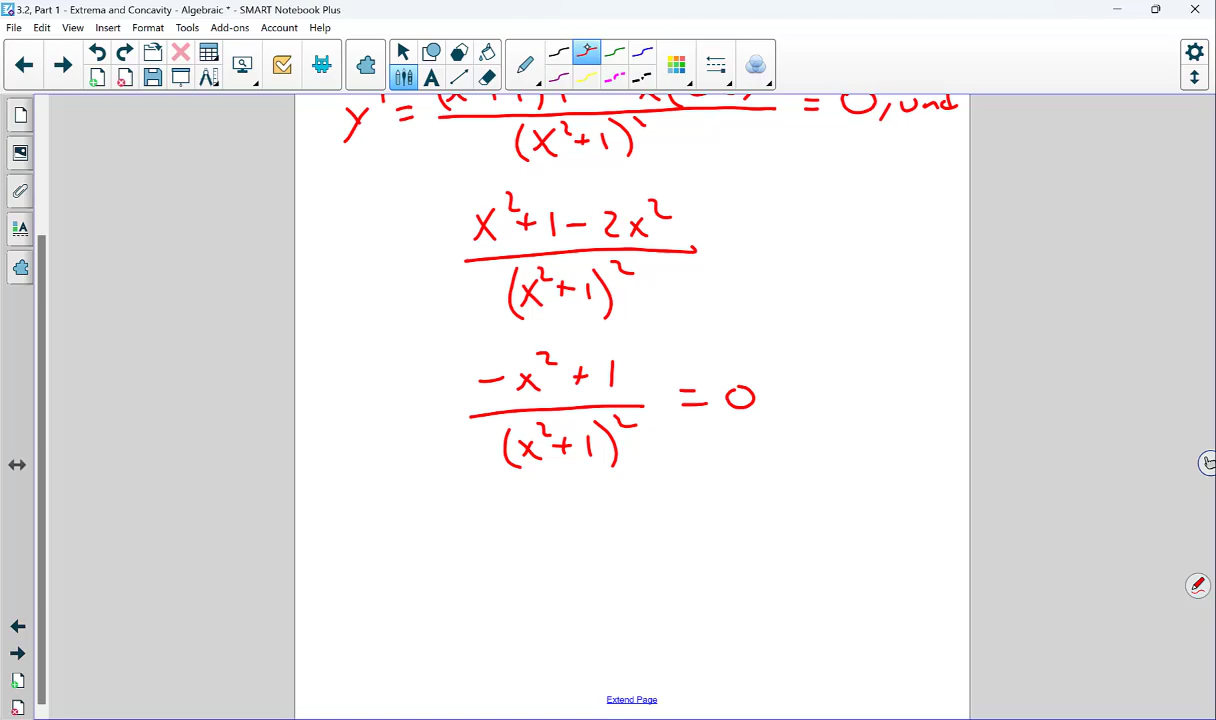 3.2, Part 1 - Extrema and Concavity - Algebraic * - SMART Notebook Plus
File Edit View Insert Format Tools Add-ons Account Help
y' = = 0, und
(x²+1)²
x²+1-2x²
(x²+1)²
-x²+1
= 0
(x²+1)²
Extend Page